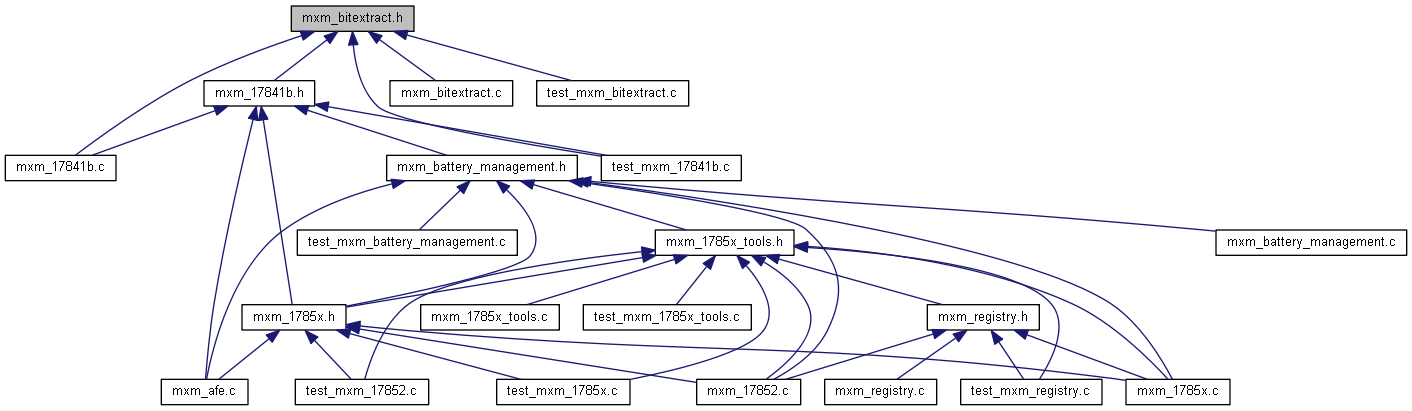 mxm_bitextract.h
mxm_17841b.h
mxm_bitextract.c
test_mxm_bitextract.c
mxm_17841b.c
mxm_battery_management.h
test_mxm_17841b.c
test_mxm_battery_management.c
mxm_1785x_tools.h
mxm_battery_management.c
mxm_1785x.h
mxm_1785x_tools.c
test_mxm_1785x_tools.c
mxm_registry.h
mxm_afe.c
test_mxm_17852.c
test_mxm_1785x.c
mxm_17852.c
mxm_registry.c
test_mxm_registry.c
mxm_1785x.c